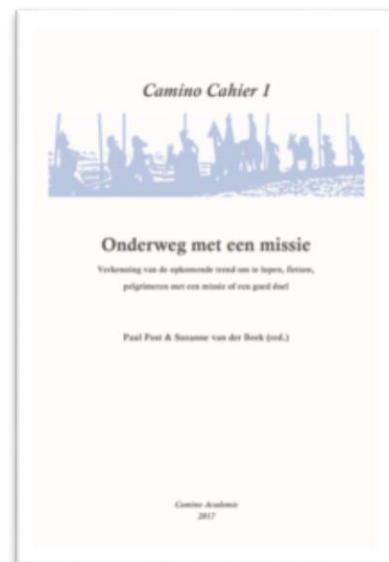 Camino Cahier 1
Onderweg met een missie
Verkenning van de opkomende trend om te lopen, fietsen,
pelgrimeren met een missie of een goed doel
Paul Post & Suzanne van der Beek (red.)
Camino Academie
2017